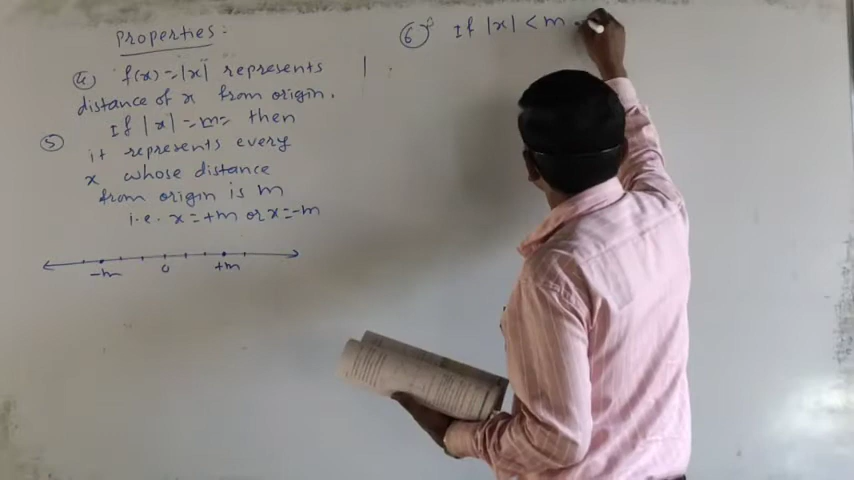 Properties:
④ f(x)=|x| represents
distance of x from origin.
⑤ If |x|=m= then
it represents every
x whose distance
from origin is m
i.e. x=+m or x=-m
-m 0 +m
⑥ If |x| < m